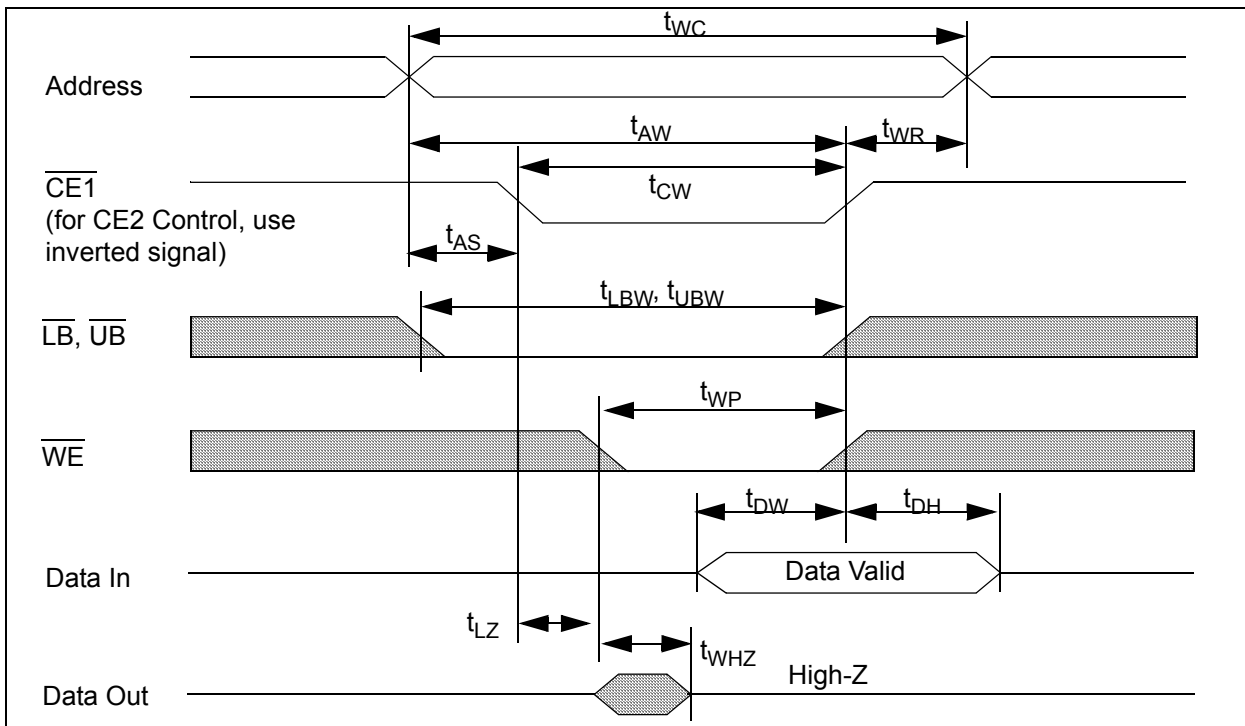 tWC
Address
tAW
tWR
CE1
(for CE2 Control, use
inverted signal)
tCW
tAS
tLBW, tUBW
LB, UB
tWP
WE
tDW
tDH
Data In
Data Valid
tLZ
tWHZ
High-Z
Data Out